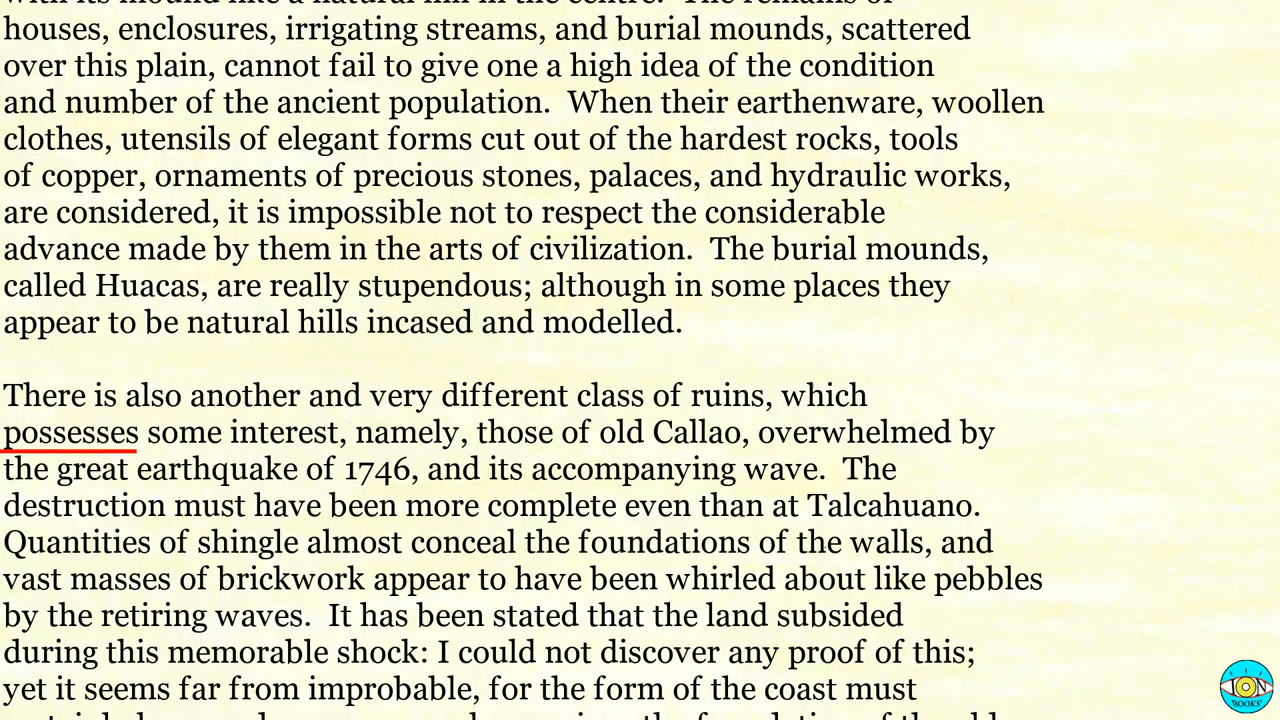 houses, enclosures, irrigating streams, and burial mounds, scattered
over this plain, cannot fail to give one a high idea of the condition
and number of the ancient population.  When their earthenware, woollen
clothes, utensils of elegant forms cut out of the hardest rocks, tools
of copper, ornaments of precious stones, palaces, and hydraulic works,
are considered, it is impossible not to respect the considerable
advance made by them in the arts of civilization.  The burial mounds,
called Huacas, are really stupendous; although in some places they
appear to be natural hills incased and modelled.
There is also another and very different class of ruins, which
possesses some interest, namely, those of old Callao, overwhelmed by
the great earthquake of 1746, and its accompanying wave.  The
destruction must have been more complete even than at Talcahuano.
Quantities of shingle almost conceal the foundations of the walls, and
vast masses of brickwork appear to have been whirled about like pebbles
by the retiring waves.  It has been stated that the land subsided
during this memorable shock: I could not discover any proof of this;
yet it seems far from improbable, for the form of the coast must
ION
BOOKS